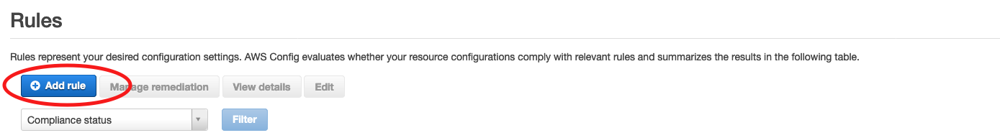 Rules
Rules represent your desired configuration settings. AWS Config evaluates whether your resource configurations comply with relevant rules and summarizes the results in the following table.
Add rule Manage remediation View details Edit
Compliance status Filter